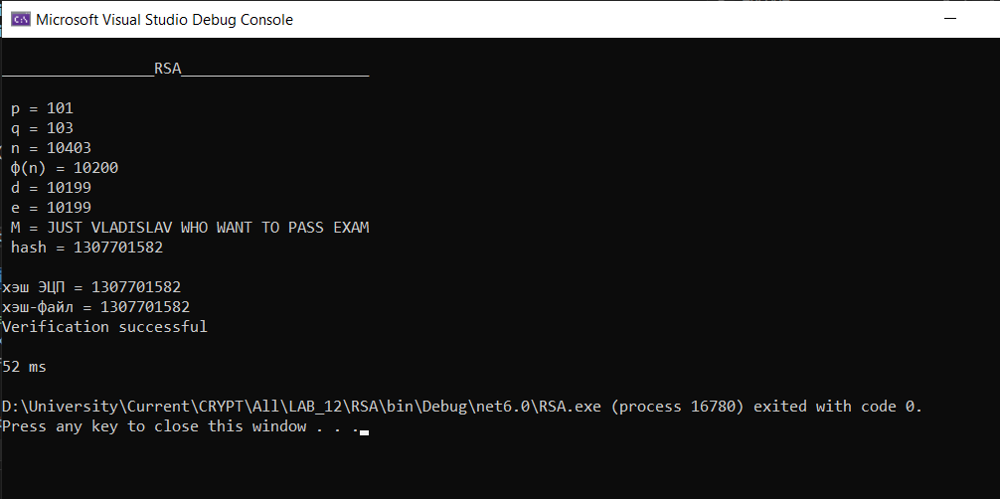 Microsoft Visual Studio Debug Console
_________________RSA_____________________
p = 101
q = 103
n = 10403
ф(n) = 10200
d = 10199
e = 10199
M = JUST VLADISLAV WHO WANT TO PASS EXAM
hash = 1307701582
хэш ЭЦП = 1307701582
хэш-файл = 1307701582
Verification successful
52 ms
D:\University\Current\CRYPT\All\LAB_12\RSA\bin\Debug\net6.0\RSA.exe (process 16780) exited with code 0.
Press any key to close this window . . .